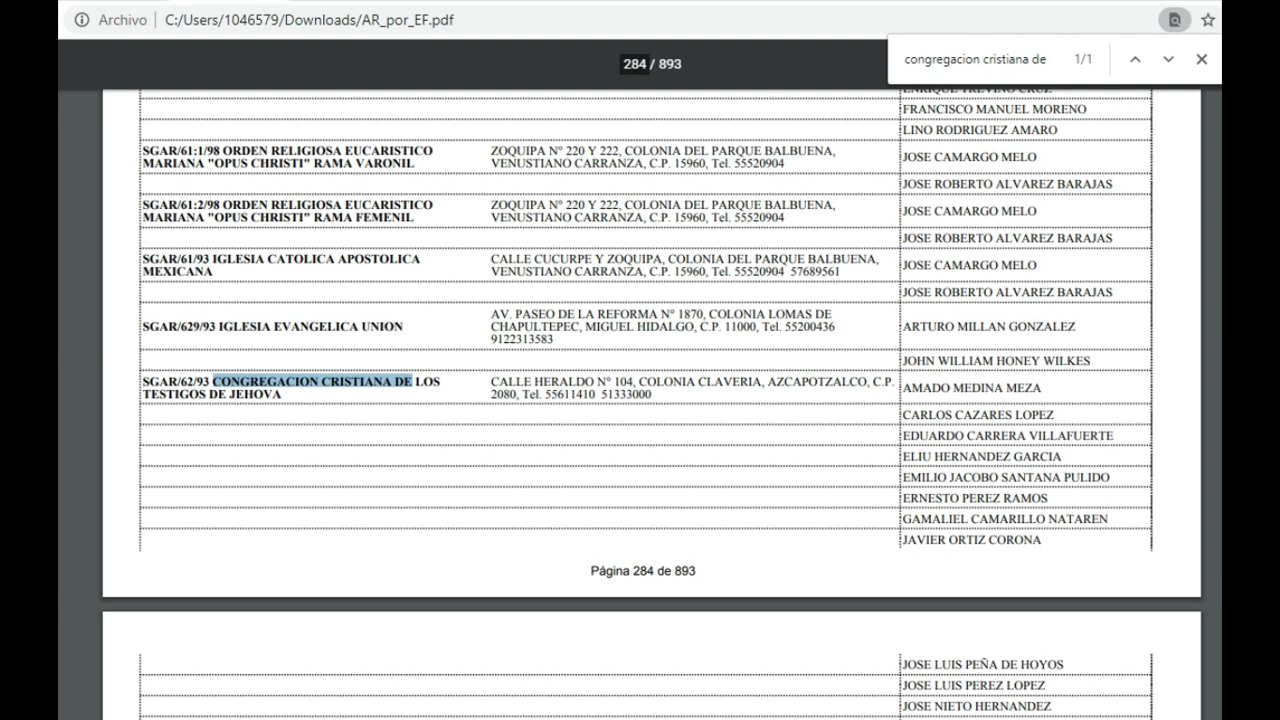 Archivo C:/Users/1046579/Downloads/AR_por_EF.pdf
congregacion cristiana de 1/1
284 / 893
ENRIQUE TREVIÑO CRUZ
FRANCISCO MANUEL MORENO
LINO RODRIGUEZ AMARO
SGAR/61:1/98 ORDEN RELIGIOSA EUCARISTICO
MARIANA "OPUS CHRISTI" RAMA VARONIL
ZOQUIPA N° 220 Y 222, COLONIA DEL PARQUE BALBUENA,
VENUSTIANO CARRANZA, C.P. 15960, Tel. 55520904
JOSE CAMARGO MELO
JOSE ROBERTO ALVAREZ BARAJAS
SGAR/61:2/98 ORDEN RELIGIOSA EUCARISTICO
MARIANA "OPUS CHRISTI" RAMA FEMENIL
ZOQUIPA N° 220 Y 222, COLONIA DEL PARQUE BALBUENA,
VENUSTIANO CARRANZA, C.P. 15960, Tel. 55520904
JOSE CAMARGO MELO
JOSE ROBERTO ALVAREZ BARAJAS
SGAR/61/93 IGLESIA CATOLICA APOSTOLICA
MEXICANA
CALLE CUCURPE Y ZOQUIPA, COLONIA DEL PARQUE BALBUENA,
VENUSTIANO CARRANZA, C.P. 15960, Tel. 55520904 57689561
JOSE CAMARGO MELO
JOSE ROBERTO ALVAREZ BARAJAS
SGAR/629/93 IGLESIA EVANGELICA UNION
AV. PASEO DE LA REFORMA N° 1870, COLONIA LOMAS DE
CHAPULTEPEC, MIGUEL HIDALGO, C.P. 11000, Tel. 55200436
9122313583
ARTURO MILLAN GONZALEZ
JOHN WILLIAM HONEY WILKES
SGAR/62/93 CONGREGACION CRISTIANA DE LOS
TESTIGOS DE JEHOVA
CALLE HERALDO N° 104, COLONIA CLAVERIA, AZCAPOTZALCO, C.P.
2080, Tel. 55611410 51333000
AMADO MEDINA MEZA
CARLOS CAZARES LOPEZ
EDUARDO CARRERA VILLAFUERTE
ELIU HERNANDEZ GARCIA
EMILIO JACOBO SANTANA PULIDO
ERNESTO PEREZ RAMOS
GAMALIEL CAMARILLO NATAREN
JAVIER ORTIZ CORONA
Página 284 de 893
JOSE LUIS PEÑA DE HOYOS
JOSE LUIS PEREZ LOPEZ
JOSE NIETO HERNANDEZ